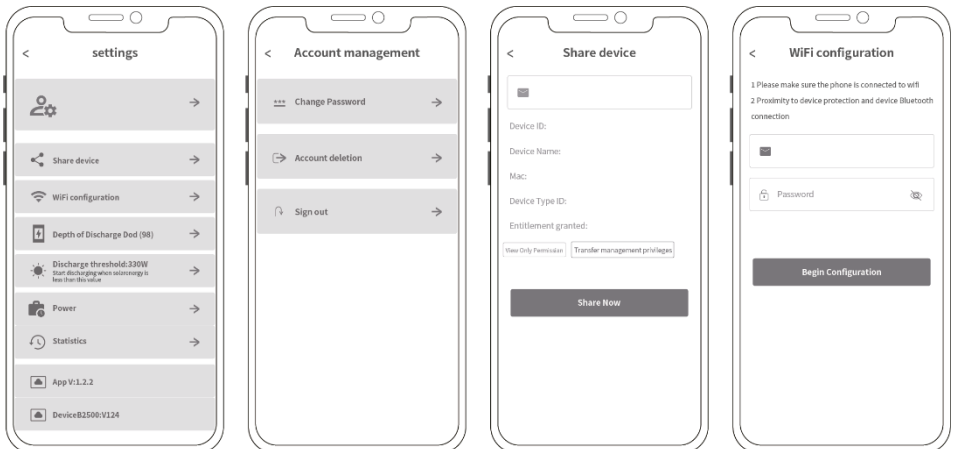 < settings
Share device
WiFi configuration
Depth of Discharge Dod (98)
Discharge threshold:330W
Start discharging when solarenergy is
less than this value
Power
Statistics
App V:1.2.2
DeviceB2500:V124
< Account management
*** Change Password
Account deletion
Sign out
< Share device
Device ID:
Device Name:
Mac:
Device Type ID:
Entitlement granted:
View Only Permission Transfer management privileges
Share Now
< WiFi configuration
1 Please make sure the phone is connected to wifi
2 Proximity to device protection and device Bluetooth
connection
Password
Begin Configuration